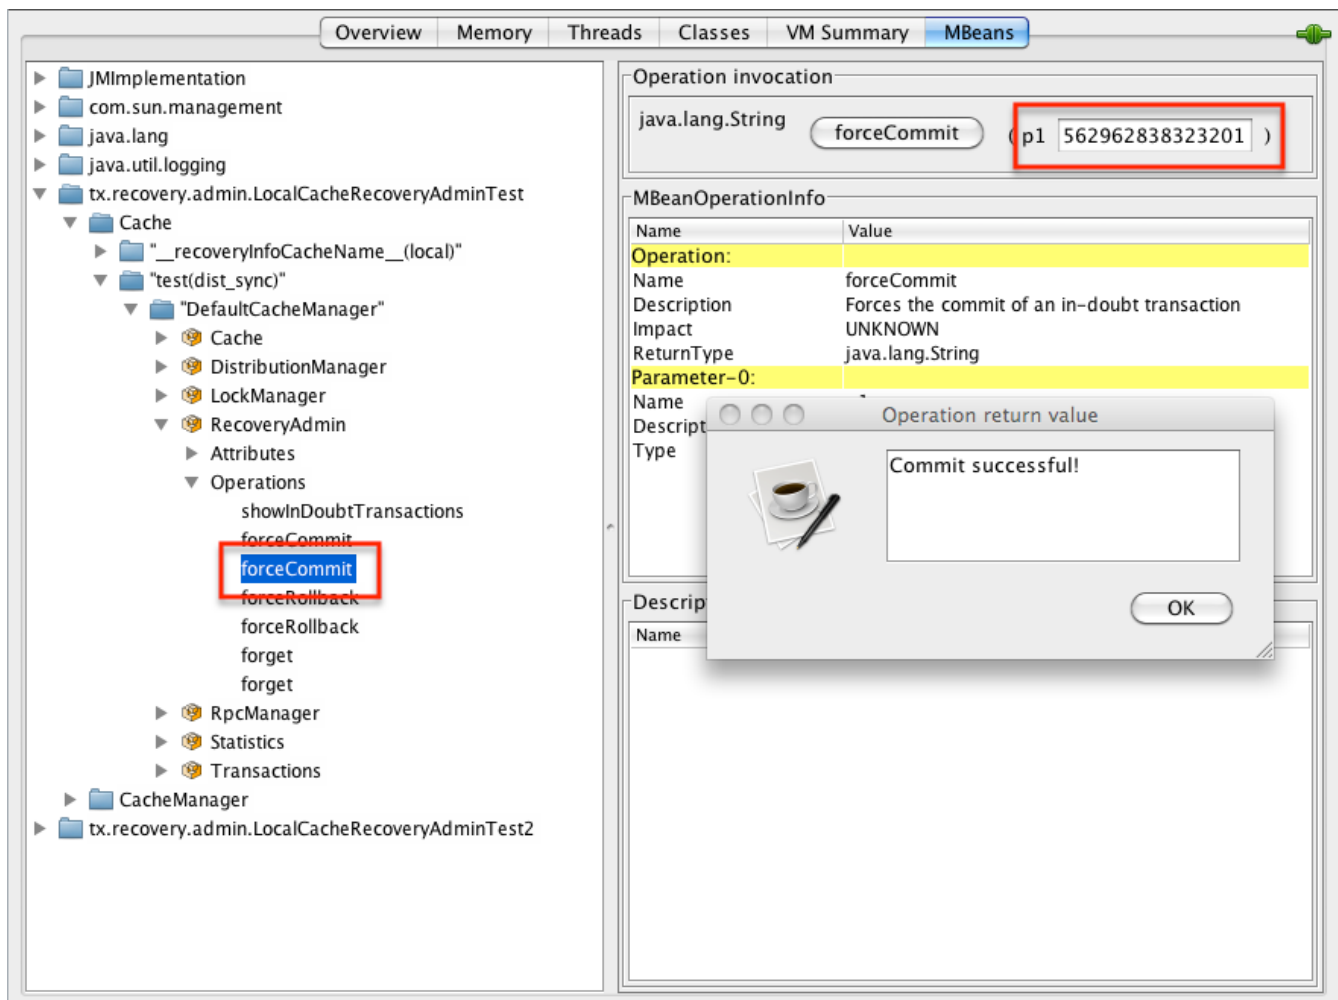 Overview Memory Threads Classes VM Summary MBeans
JMImplementation
com.sun.management
java.lang
java.util.logging
tx.recovery.admin.LocalCacheRecoveryAdminTest
Cache
"__recoveryInfoCacheName__(local)"
"test(dist_sync)"
"DefaultCacheManager"
Cache
DistributionManager
LockManager
RecoveryAdmin
Attributes
Operations
showInDoubtTransactions
forceCommit
forceCommit
forceRollback
forceRollback
forget
forget
RpcManager
Statistics
Transactions
CacheManager
tx.recovery.admin.LocalCacheRecoveryAdminTest2
Operation invocation
java.lang.String forceCommit ( p1 562962838323201 )
MBeanOperationInfo
Name Value
Operation:
Name forceCommit
Description Forces the commit of an in-doubt transaction
Impact UNKNOWN
ReturnType java.lang.String
Parameter-0:
Name
Descript
Type
Operation return value
Commit successful!
OK
Descrip
Name